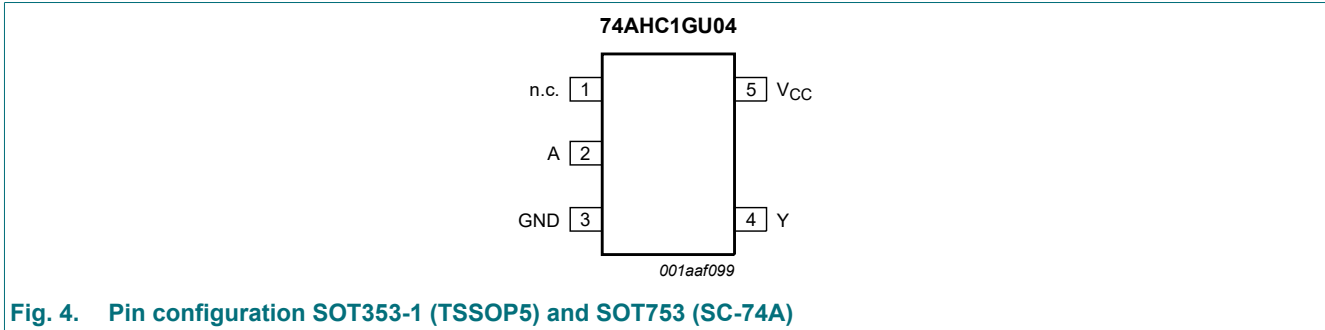 74AHC1GU04
n.c. 1 5 VCC
A 2
GND 3 4 Y
001aaf099
Fig. 4. Pin configuration SOT353-1 (TSSOP5) and SOT753 (SC-74A)